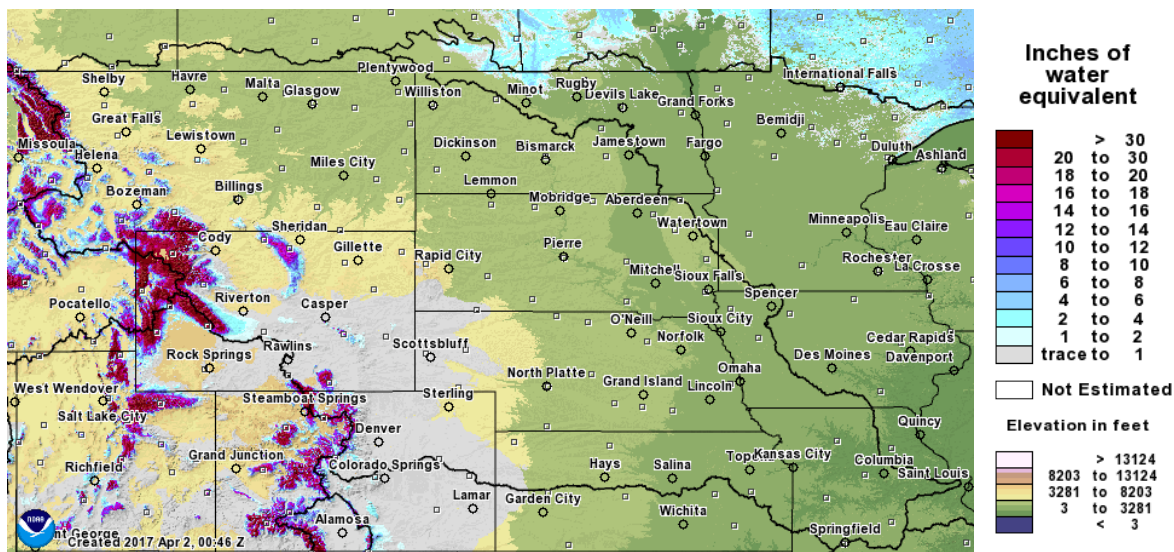 Shelby
Havre
Malta
Glasgow
Plentywood
Williston
Minot
Rugby
Devils Lake
Grand Forks
International Falls
Great Falls
Lewistown
Miles City
Dickinson
Bismarck
Jamestown
Fargo
Bemidji
Duluth
Ashland
Missoula
Helena
Bozeman
Billings
Lemmon
Mobridge
Aberdeen
Watertown
Minneapolis
Eau Claire
Cody
Sheridan
Gillette
Rapid City
Pierre
Mitchell
Sioux Falls
Rochester
La Crosse
Pocatello
Riverton
Casper
Spencer
O'Neill
Sioux City
Rock Springs
Rawlins
Scottsbluff
Norfolk
Des Moines
Cedar Rapids
Davenport
West Wendover
Salt Lake City
Steamboat Springs
Sterling
North Platte
Grand Island
Lincoln
Omaha
Quincy
Richfield
Grand Junction
Denver
Colorado Springs
Hays
Salina
Kansas City
Columbia
Saint Louis
Alamosa
Lamar
Garden City
Wichita
Springfield
NOAA
Created 2017 Apr 2, 00:46 Z
Inches of
water
equivalent
> 30
20 to 30
18 to 20
16 to 18
14 to 16
12 to 14
10 to 12
8 to 10
6 to 8
4 to 6
2 to 4
1 to 2
trace to 1
Not Estimated
Elevation in feet
> 13124
8203 to 13124
3281 to 8203
3 to 3281
< 3